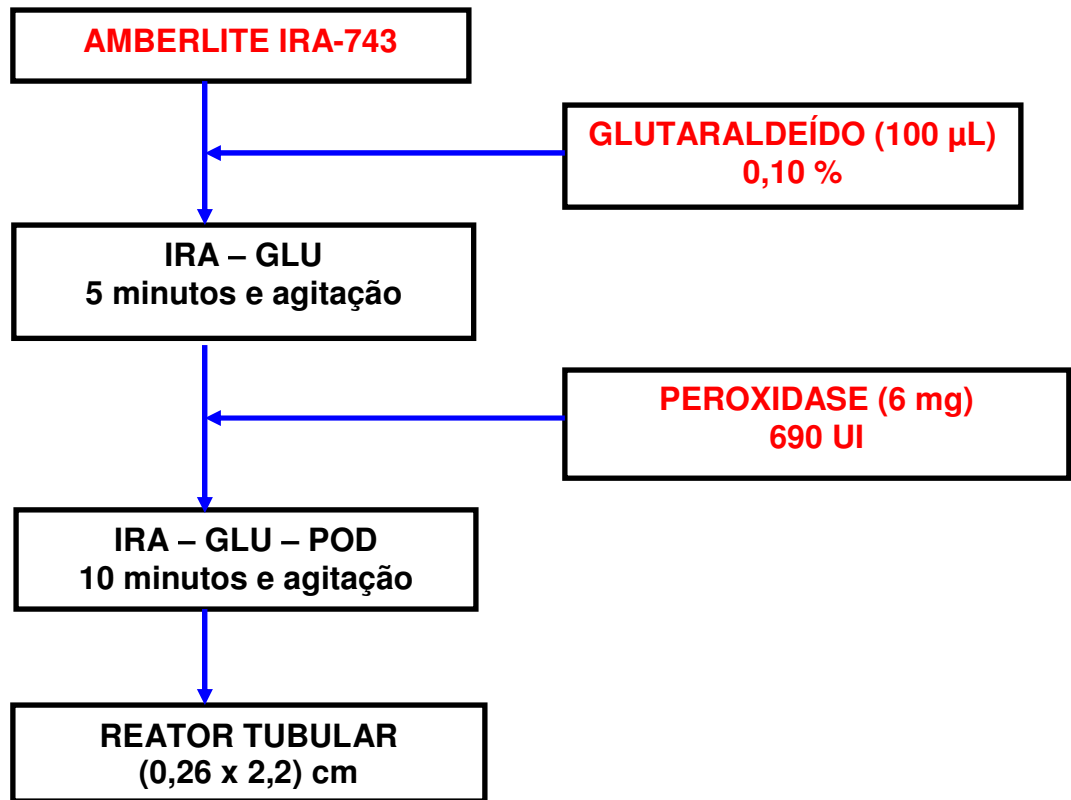 AMBERLITE IRA-743
GLUTARALDEÍDO (100 µL)
0,10 %
IRA – GLU
5 minutos e agitação
PEROXIDASE (6 mg)
690 UI
IRA – GLU – POD
10 minutos e agitação
REATOR TUBULAR
(0,26 x 2,2) cm